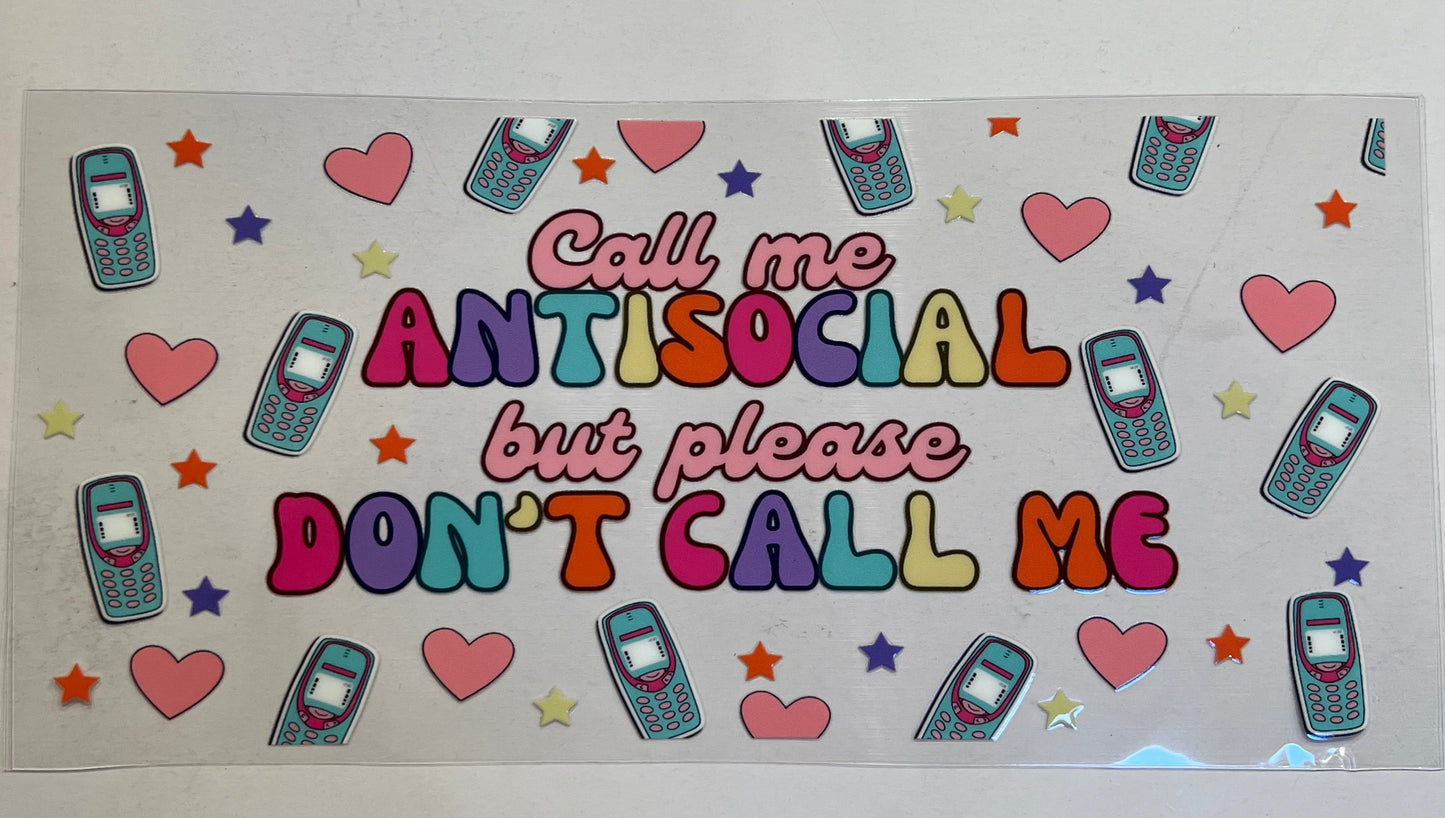 Call me
ANTISOCIAL
but please
DON'T CALL ME